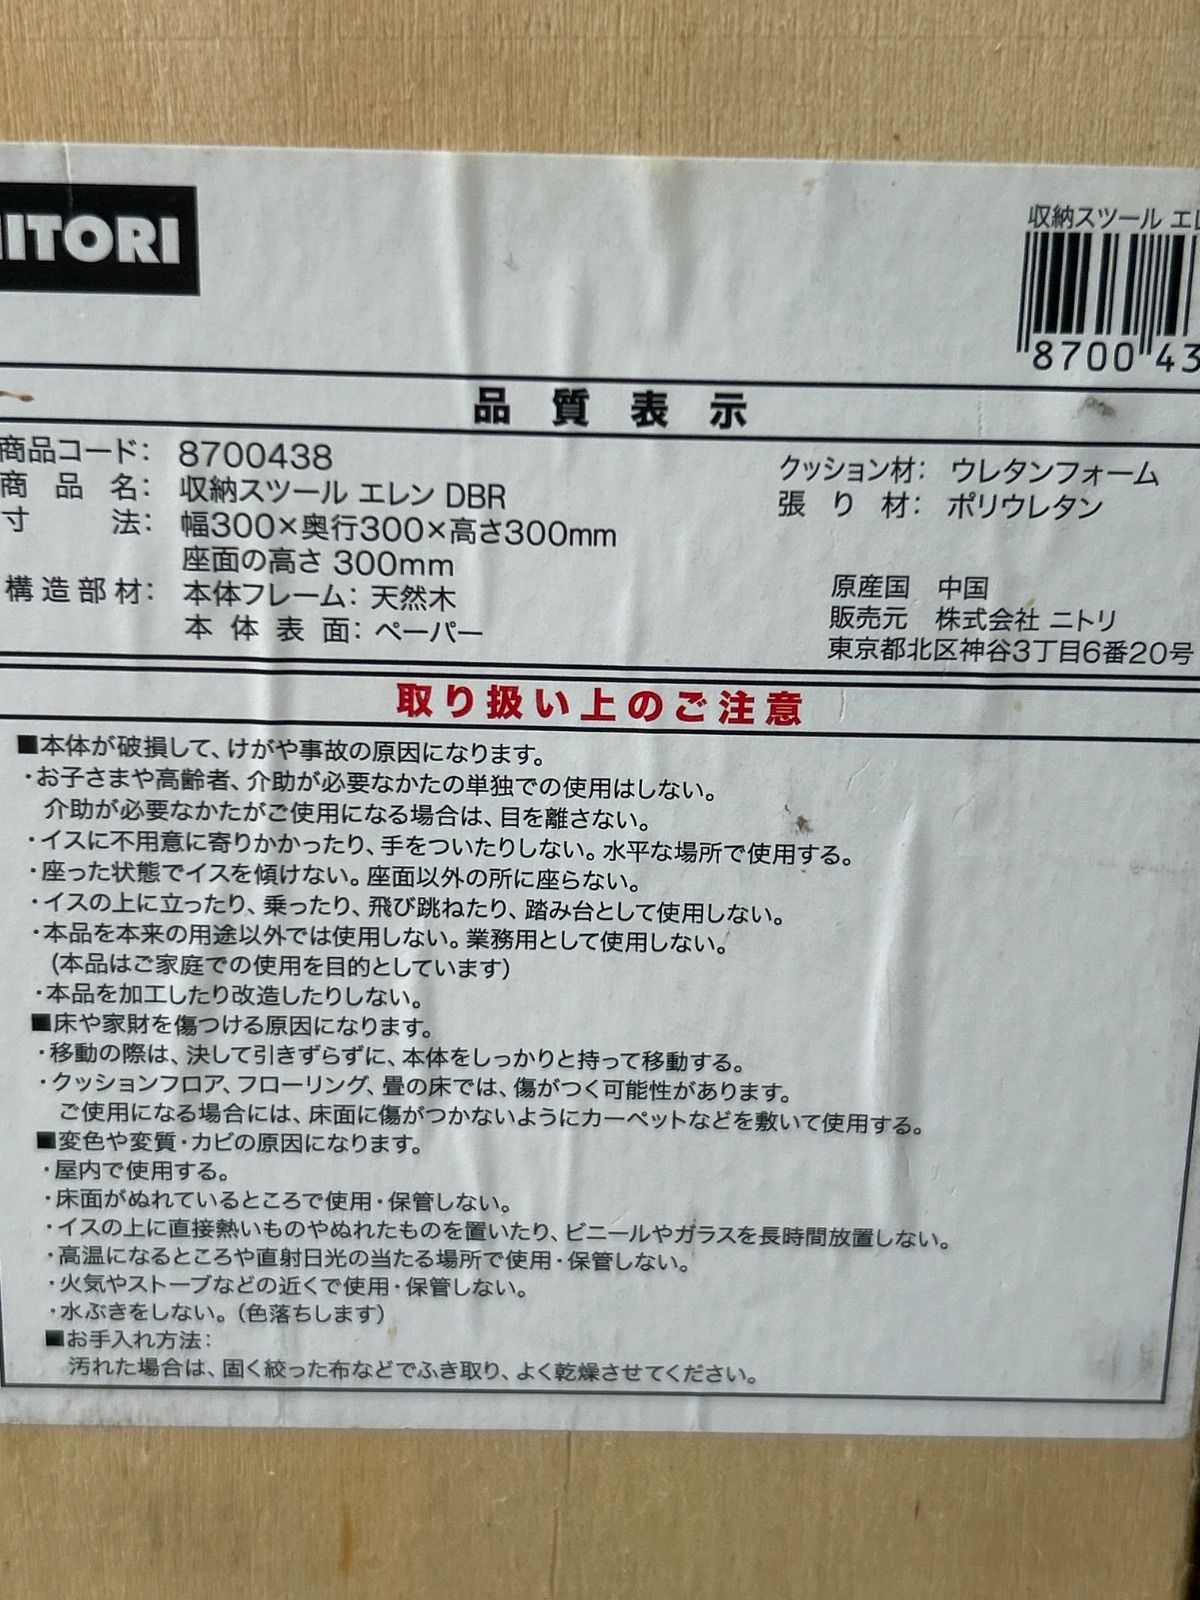 NITORI
収納スツール エレ
8700 43
品質表示
商品コード： 8700438
商品名： 収納スツール エレン DBR
寸法： 幅300×奥行300×高さ300mm
座面の高さ 300mm
構造部材： 本体フレーム： 天然木
本体表面： ペーパー
クッション材： ウレタンフォーム
張り材： ポリウレタン
原産国 中国
販売元 株式会社 ニトリ
東京都北区神谷3丁目6番20号
取り扱い上のご注意
■本体が破損して、けがや事故の原因になります。
・お子さまや高齢者、介助が必要なかたの単独での使用はしない。
介助が必要なかたがご使用になる場合は、目を離さない。
・イスに不用意に寄りかかったり、手をついたりしない。水平な場所で使用する。
・座った状態でイスを傾けない。座面以外の所に座らない。
・イスの上に立ったり、乗ったり、飛び跳ねたり、踏み台として使用しない。
・本品を本来の用途以外では使用しない。業務用として使用しない。
（本品はご家庭での使用を目的としています）
・本品を加工したり改造したりしない。
■床や家財を傷つける原因になります。
・移動の際は、決して引きずらずに、本体をしっかりと持って移動する。
・クッションフロア、フローリング、畳の床では、傷がつく可能性があります。
ご使用になる場合には、床面に傷がつかないようにカーペットなどを敷いて使用する。
■変色や変質・カビの原因になります。
・屋内で使用する。
・床面がぬれているところで使用・保管しない。
・イスの上に直接熱いものやぬれたものを置いたり、ビニールやガラスを長時間放置しない。
・高温になるところや直射日光の当たる場所で使用・保管しない。
・火気やストーブなどの近くで使用・保管しない。
・水ぶきをしない。（色落ちします）
■お手入れ方法：
汚れた場合は、固く絞った布などでふき取り、よく乾燥させてください。